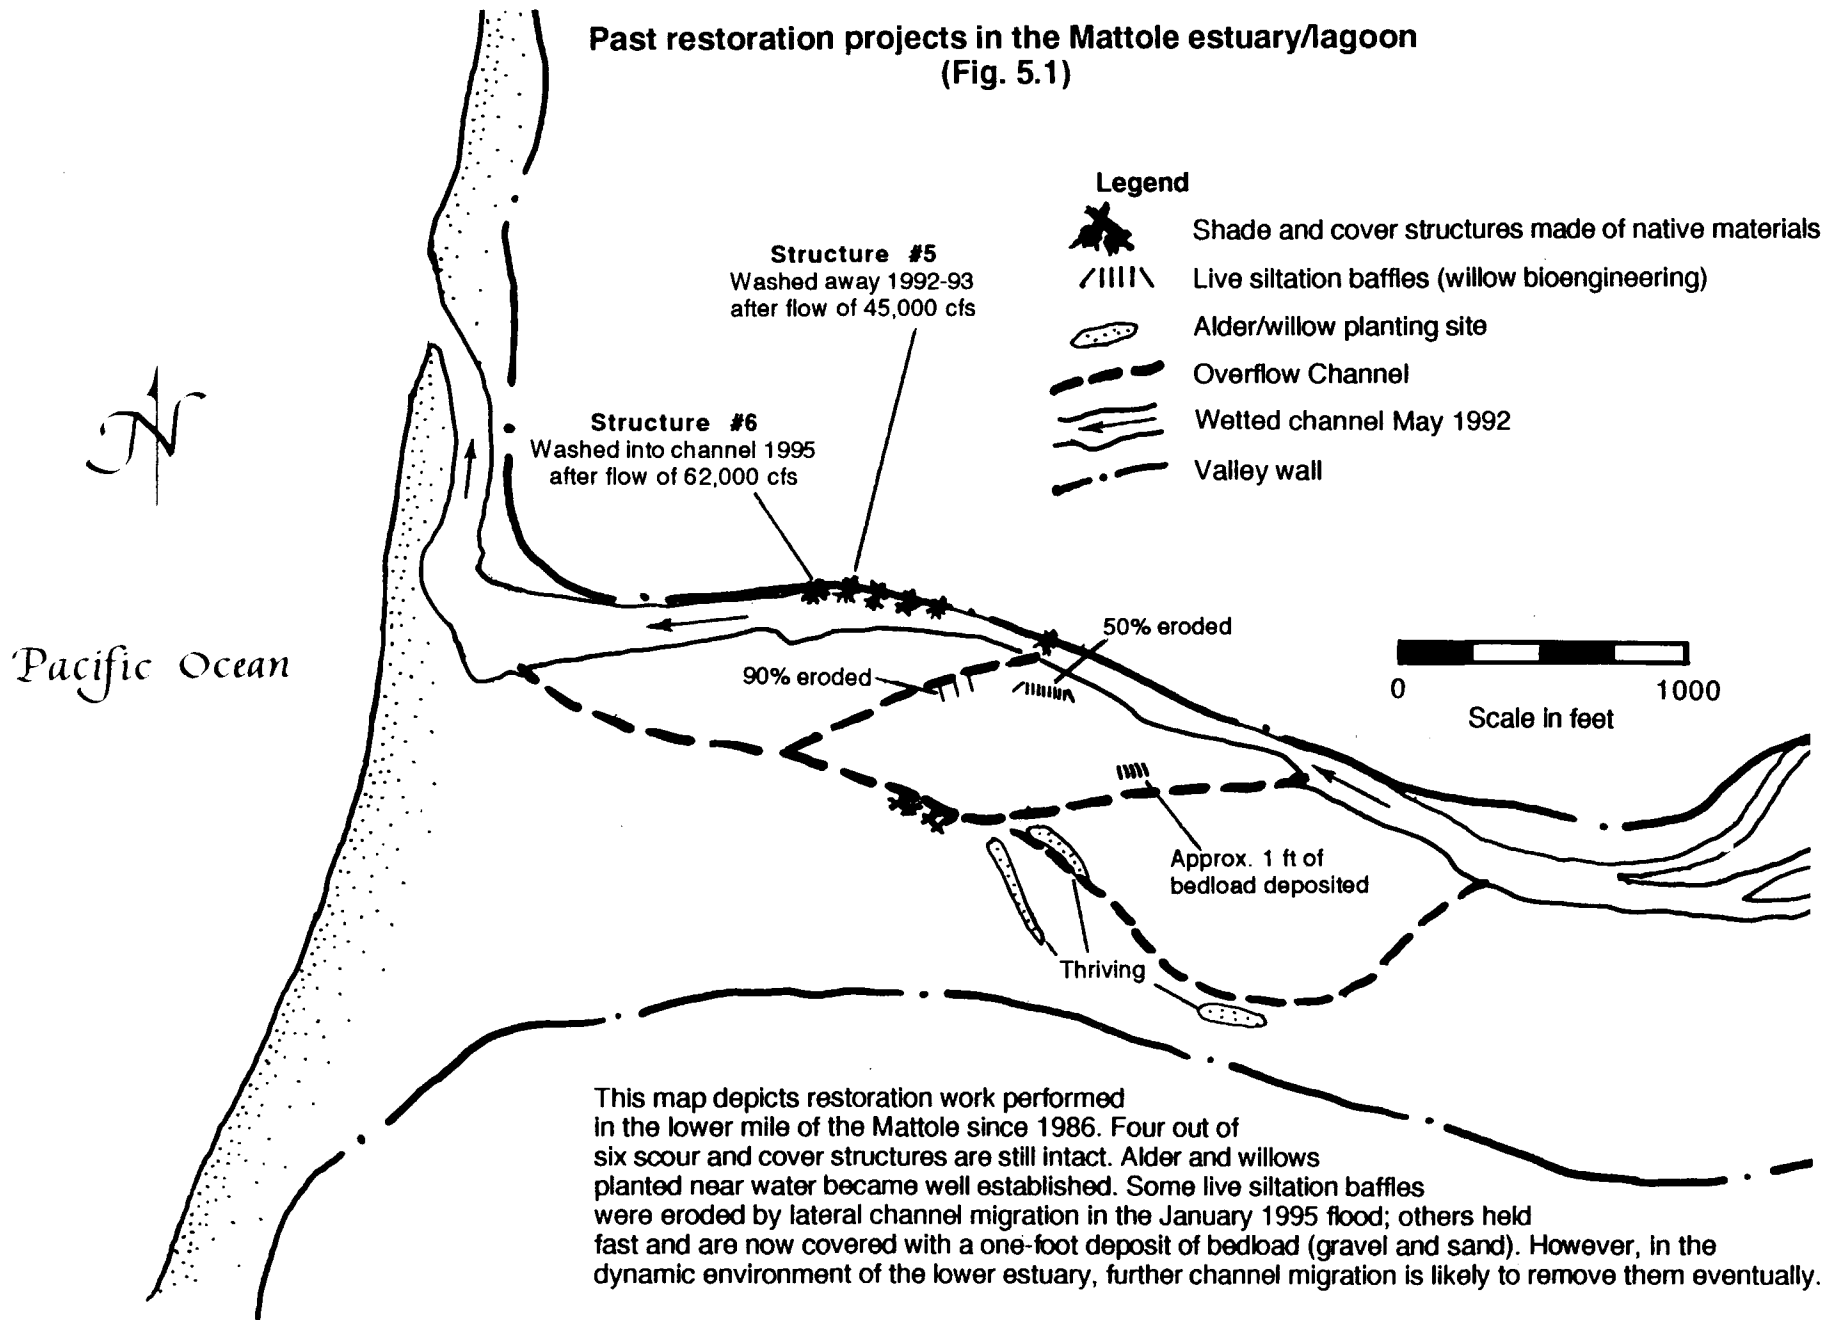 Past restoration projects in the Mattole estuary/lagoon
(Fig. 5.1)
Legend
Shade and cover structures made of native materials
Live siltation baffles (willow bioengineering)
Alder/willow planting site
Overflow Channel
Wetted channel May 1992
Valley wall
Structure #5
Washed away 1992-93
after flow of 45,000 cfs
Structure #6
Washed into channel 1995
after flow of 62,000 cfs
N
Pacific Ocean
50% eroded
90% eroded
0 1000
Scale in feet
Approx. 1 ft of
bedload deposited
Thriving
This map depicts restoration work performed
in the lower mile of the Mattole since 1986. Four out of
six scour and cover structures are still intact. Alder and willows
planted near water became well established. Some live siltation baffles
were eroded by lateral channel migration in the January 1995 flood; others held
fast and are now covered with a one-foot deposit of bedload (gravel and sand). However, in the
dynamic environment of the lower estuary, further channel migration is likely to remove them eventually.